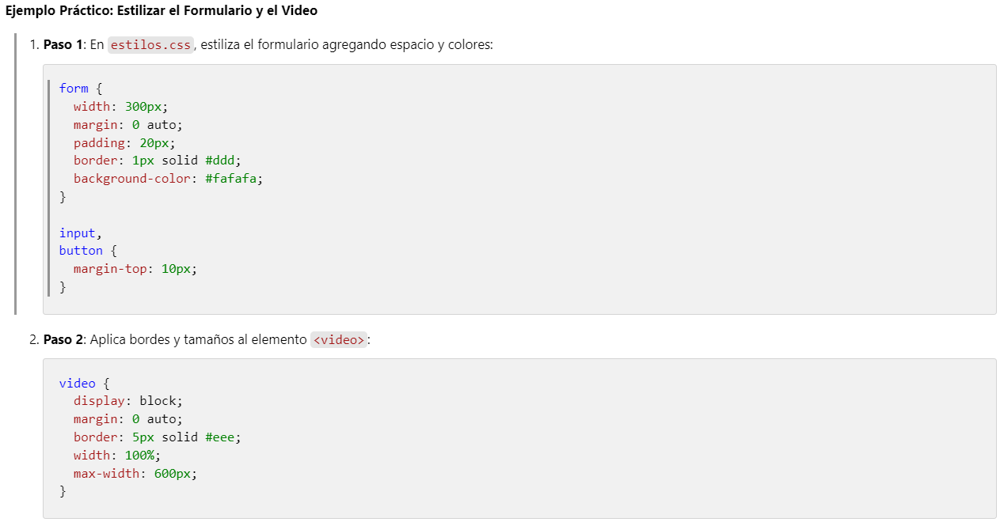 Ejemplo Práctico: Estilizar el Formulario y el Video
1. Paso 1: En estilos.css, estiliza el formulario agregando espacio y colores:
form {
  width: 300px;
  margin: 0 auto;
  padding: 20px;
  border: 1px solid #ddd;
  background-color: #fafafa;
}
input,
button {
  margin-top: 10px;
}
2. Paso 2: Aplica bordes y tamaños al elemento <video>:
video {
  display: block;
  margin: 0 auto;
  border: 5px solid #eee;
  width: 100%;
  max-width: 600px;
}